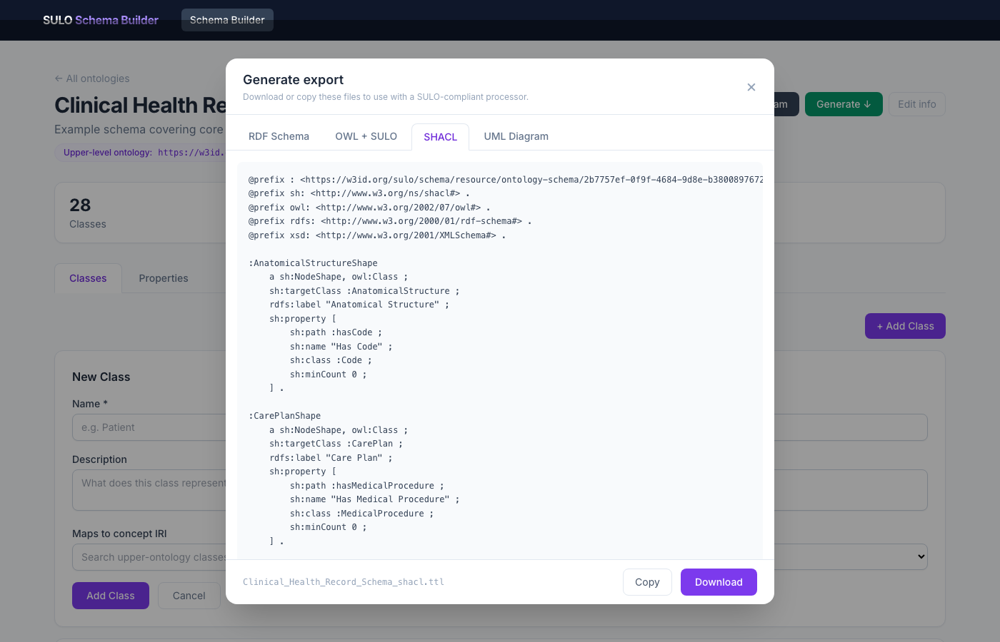 SULO Schema Builder
Schema Builder
← All ontologies
Clinical Health Re
Example schema covering core
Upper-level ontology: https://w3id.
am
Generate ↓
Edit info
28
Classes
Classes
Properties
+ Add Class
New Class
Name *
e.g. Patient
Description
What does this class represent
Maps to concept IRI
Search upper-ontology classes
Add Class
Cancel
Generate export
Download or copy these files to use with a SULO-compliant processor.
✕
RDF Schema
OWL + SULO
SHACL
UML Diagram
@prefix : <https://w3id.org/sulo/schema/resource/ontology-schema/2b7757ef-0f9f-4684-9d8e-b3800897672
@prefix sh: <http://www.w3.org/ns/shacl#> .
@prefix owl: <http://www.w3.org/2002/07/owl#> .
@prefix rdfs: <http://www.w3.org/2000/01/rdf-schema#> .
@prefix xsd: <http://www.w3.org/2001/XMLSchema#> .
:AnatomicalStructureShape
a sh:NodeShape, owl:Class ;
sh:targetClass :AnatomicalStructure ;
rdfs:label "Anatomical Structure" ;
sh:property [
sh:path :hasCode ;
sh:name "Has Code" ;
sh:class :Code ;
sh:minCount 0 ;
] .
:CarePlanShape
a sh:NodeShape, owl:Class ;
sh:targetClass :CarePlan ;
rdfs:label "Care Plan" ;
sh:property [
sh:path :hasMedicalProcedure ;
sh:name "Has Medical Procedure" ;
sh:class :MedicalProcedure ;
sh:minCount 0 ;
] .
Clinical_Health_Record_Schema_shacl.ttl
Copy
Download